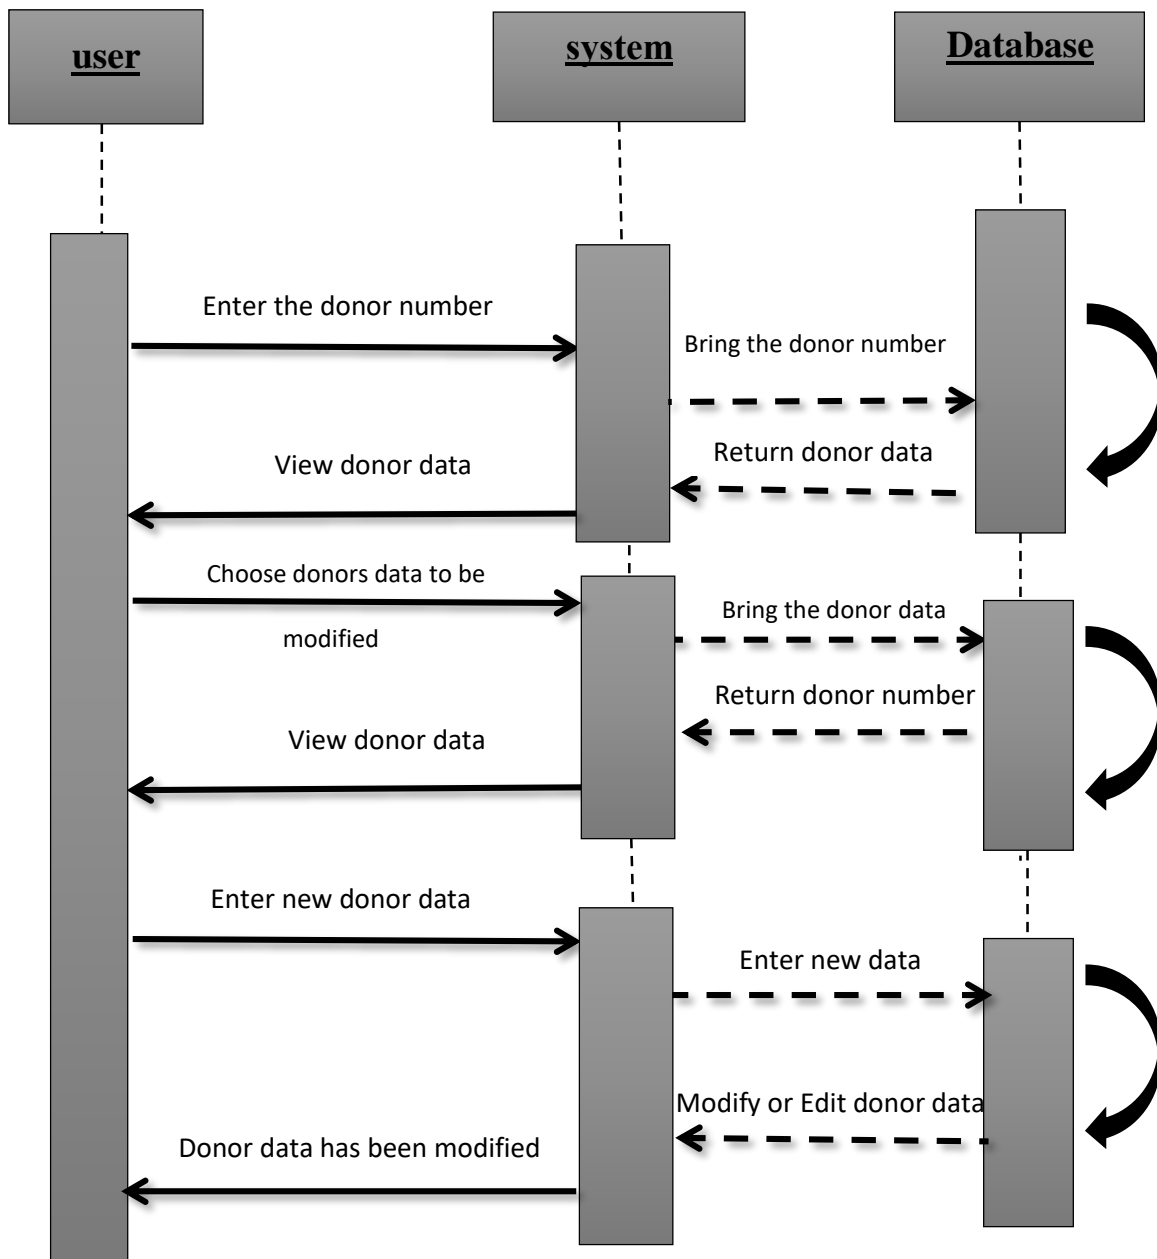 user
system
Database
Enter the donor number
Bring the donor number
Return donor data
View donor data
Choose donors data to be
modified
Bring the donor data
Return donor number
View donor data
Enter new donor data
Enter new data
Modify or Edit donor data
Donor data has been modified